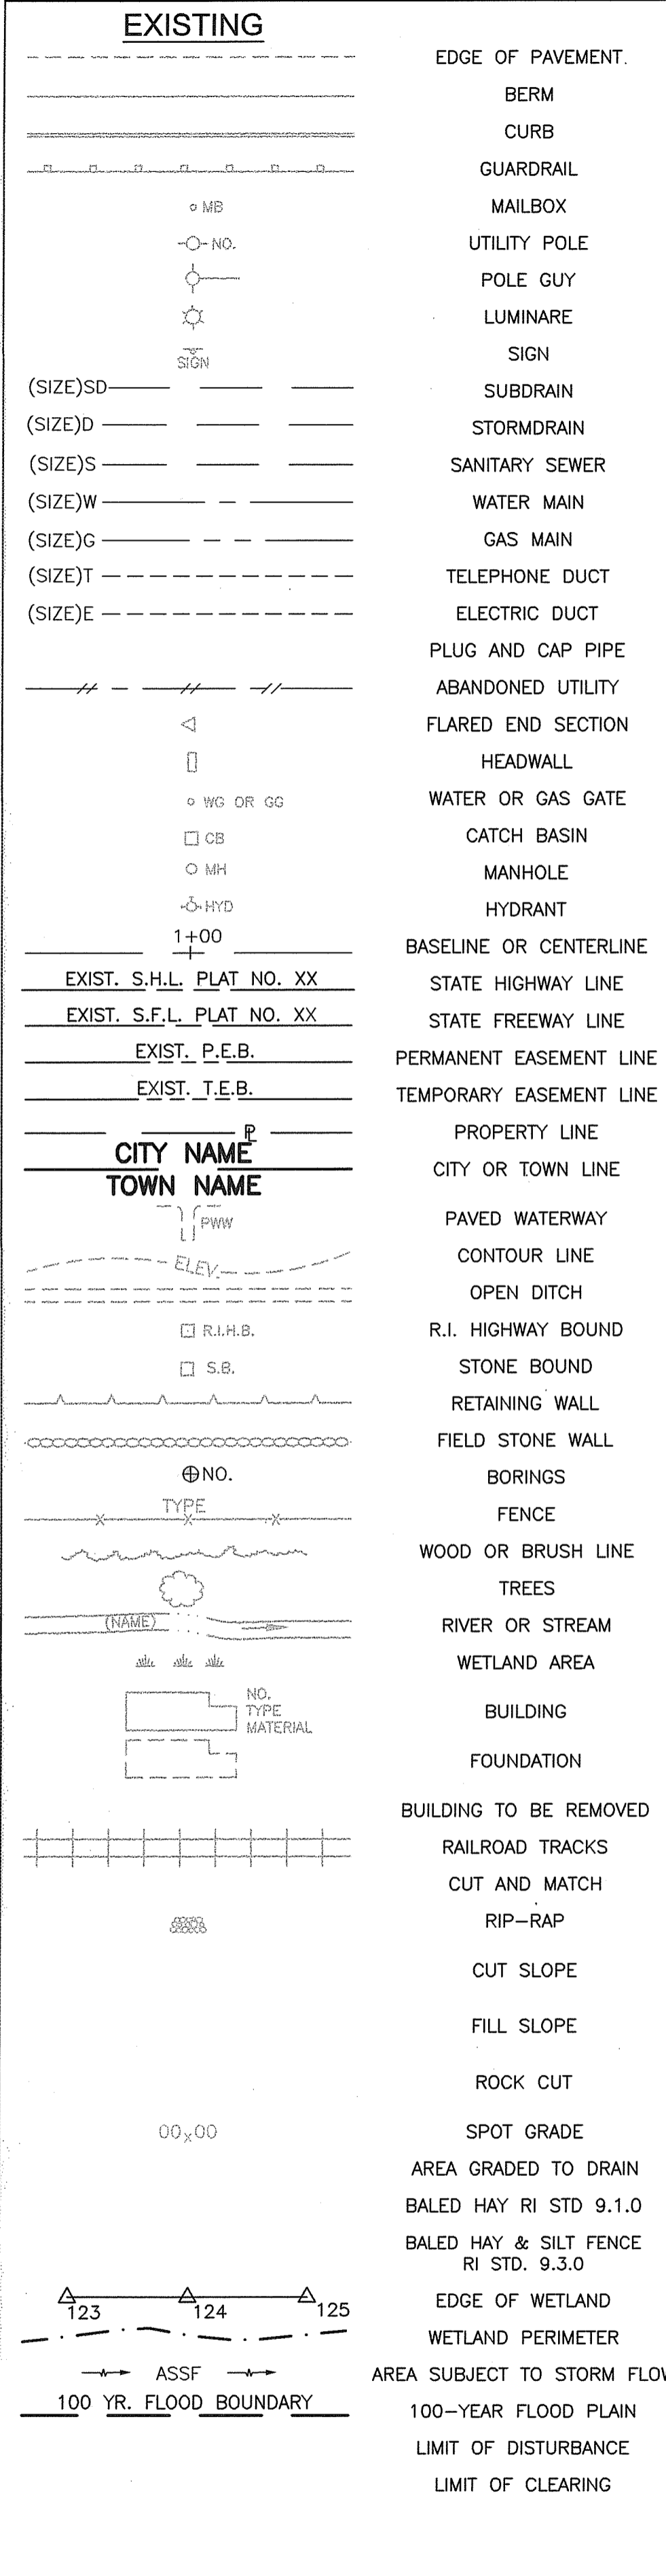 EXISTING
EDGE OF PAVEMENT.
BERM
CURB
GUARDRAIL
MB MAILBOX
NO. UTILITY POLE
POLE GUY
LUMINARE
SIGN SIGN
(SIZE)SD SUBDRAIN
(SIZE)D STORMDRAIN
(SIZE)S SANITARY SEWER
(SIZE)W WATER MAIN
(SIZE)G GAS MAIN
(SIZE)T TELEPHONE DUCT
(SIZE)E ELECTRIC DUCT
PLUG AND CAP PIPE
ABANDONED UTILITY
FLARED END SECTION
HEADWALL
WG OR GG WATER OR GAS GATE
CB CATCH BASIN
MH MANHOLE
HYD HYDRANT
1+00 BASELINE OR CENTERLINE
EXIST. S.H.L. PLAT NO. XX STATE HIGHWAY LINE
EXIST. S.F.L. PLAT NO. XX STATE FREEWAY LINE
EXIST. P.E.B. PERMANENT EASEMENT LINE
EXIST. T.E.B. TEMPORARY EASEMENT LINE
PL PROPERTY LINE
CITY NAME
CITY OR TOWN LINE
TOWN NAME
PWW PAVED WATERWAY
ELEV. CONTOUR LINE
OPEN DITCH
R.I.H.B. R.I. HIGHWAY BOUND
S.B. STONE BOUND
RETAINING WALL
FIELD STONE WALL
NO. BORINGS
TYPE FENCE
WOOD OR BRUSH LINE
TREES
(NAME) RIVER OR STREAM
WETLAND AREA
NO.
TYPE BUILDING
MATERIAL
FOUNDATION
BUILDING TO BE REMOVED
RAILROAD TRACKS
CUT AND MATCH
RIP-RAP
CUT SLOPE
FILL SLOPE
ROCK CUT
00x00 SPOT GRADE
AREA GRADED TO DRAIN
BALED HAY RI STD 9.1.0
BALED HAY & SILT FENCE
RI STD. 9.3.0
123 124 125 EDGE OF WETLAND
WETLAND PERIMETER
ASSF AREA SUBJECT TO STORM FLOW
100 YR. FLOOD BOUNDARY 100-YEAR FLOOD PLAIN
LIMIT OF DISTURBANCE
LIMIT OF CLEARING